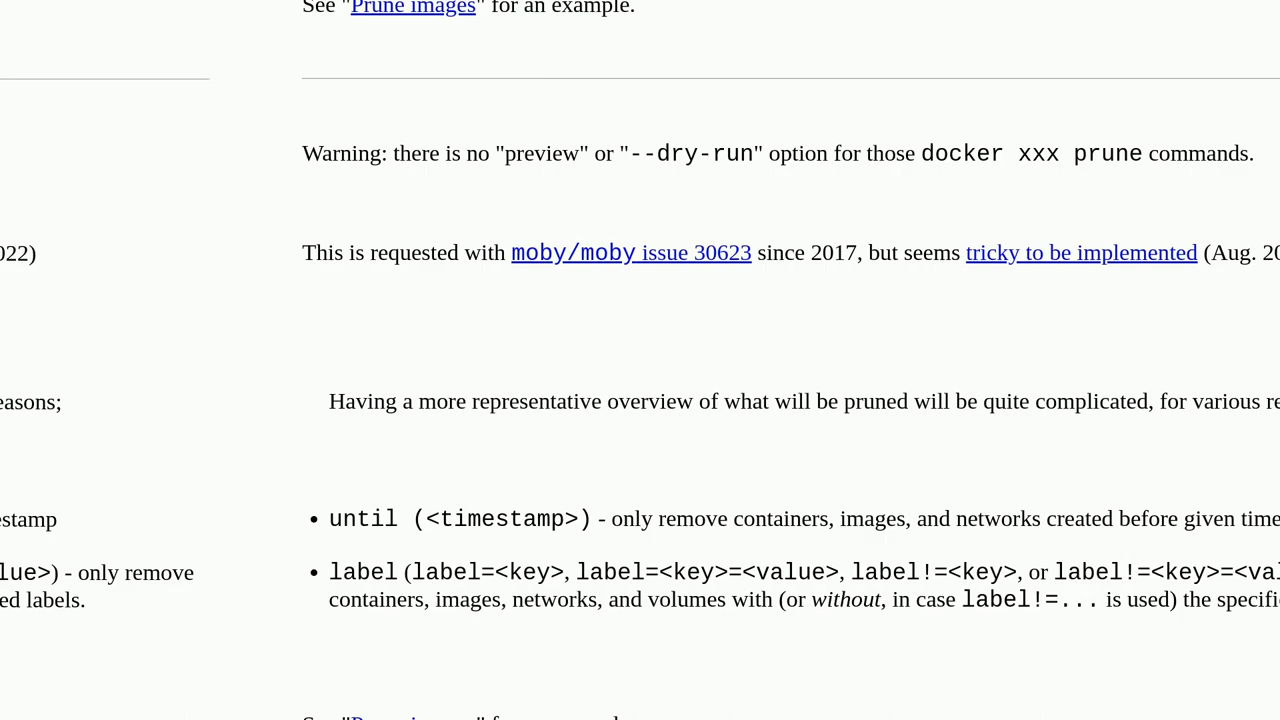 022)
easons;
estamp
lue>) - only remove
ed labels.
See "Prune images" for an example.
Warning: there is no "preview" or "--dry-run" option for those docker xxx prune commands.
This is requested with moby/moby issue 30623 since 2017, but seems tricky to be implemented (Aug. 20
Having a more representative overview of what will be pruned will be quite complicated, for various re
• until (<timestamp>) - only remove containers, images, and networks created before given time
• label (label=<key>, label=<key>=<value>, label!=<key>, or label!=<key>=<val
containers, images, networks, and volumes with (or without, in case label!=... is used) the specifi